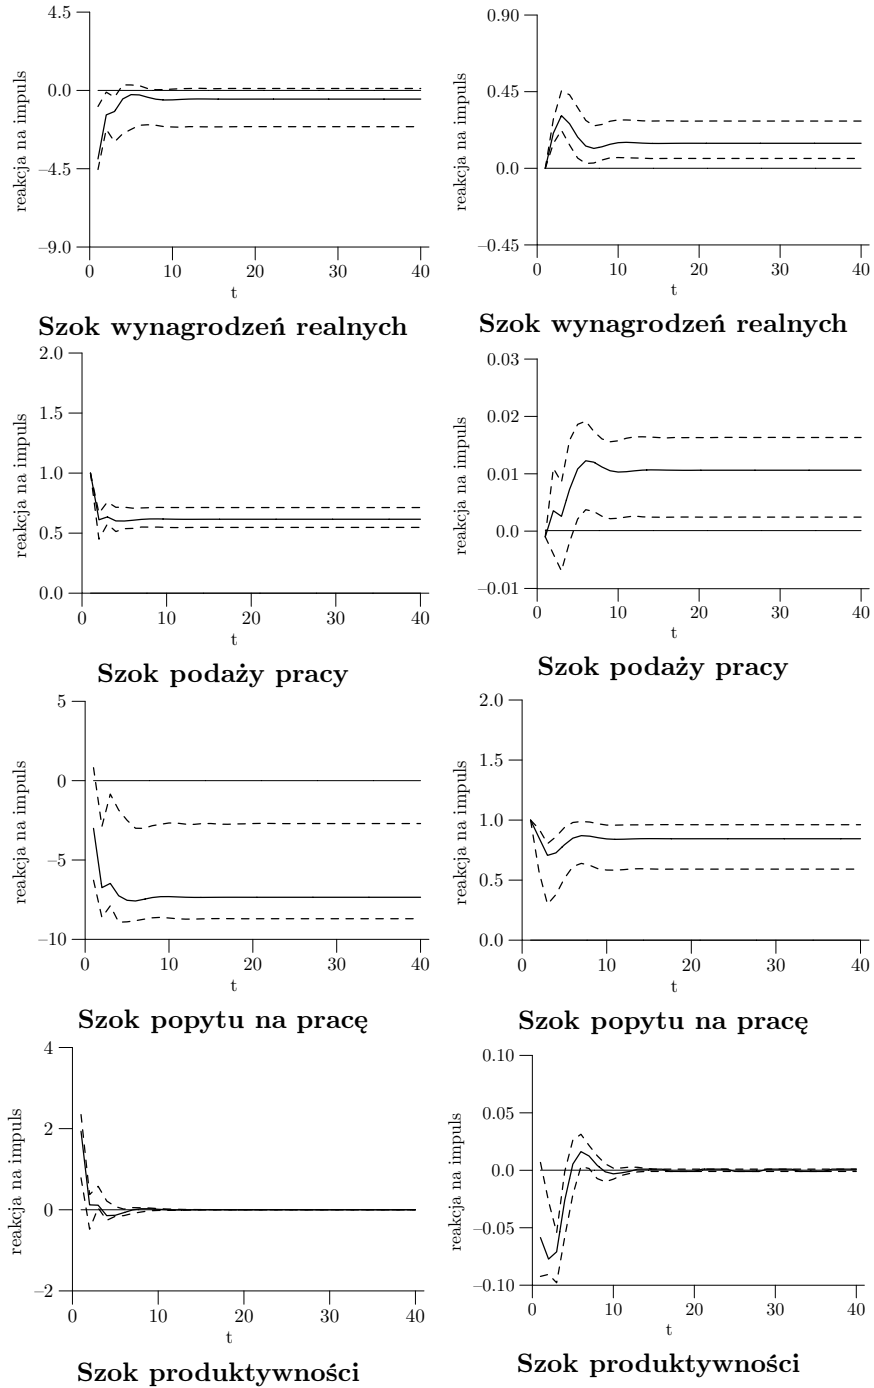 4.5
0.0
−4.5
−9.0
reakcja na impuls
0 10 20 30 40
t
Szok wynagrodzeń realnych
0.90
0.45
0.0
−0.45
reakcja na impuls
0 10 20 30 40
t
Szok wynagrodzeń realnych
2.0
1.5
1.0
0.5
0.0
reakcja na impuls
0 10 20 30 40
t
Szok podaży pracy
0.03
0.02
0.01
0.0
−0.01
reakcja na impuls
0 10 20 30 40
t
Szok podaży pracy
5
0
−5
−10
reakcja na impuls
0 10 20 30 40
t
Szok popytu na pracę
2.0
1.5
1.0
0.5
0.0
reakcja na impuls
0 10 20 30 40
t
Szok popytu na pracę
4
2
0
−2
reakcja na impuls
0 10 20 30 40
t
Szok produktywności
0.10
0.05
0.0
−0.05
−0.10
reakcja na impuls
0 10 20 30 40
t
Szok produktywności